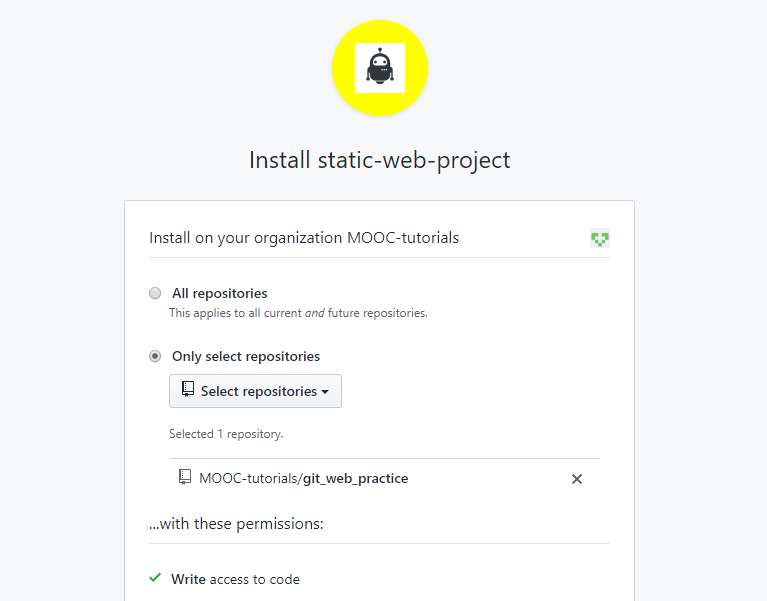 Install static-web-project
Install on your organization MOOC-tutorials
All repositories
This applies to all current and future repositories.
Only select repositories
Select repositories
Selected 1 repository.
MOOC-tutorials/git_web_practice
...with these permissions:
Write access to code